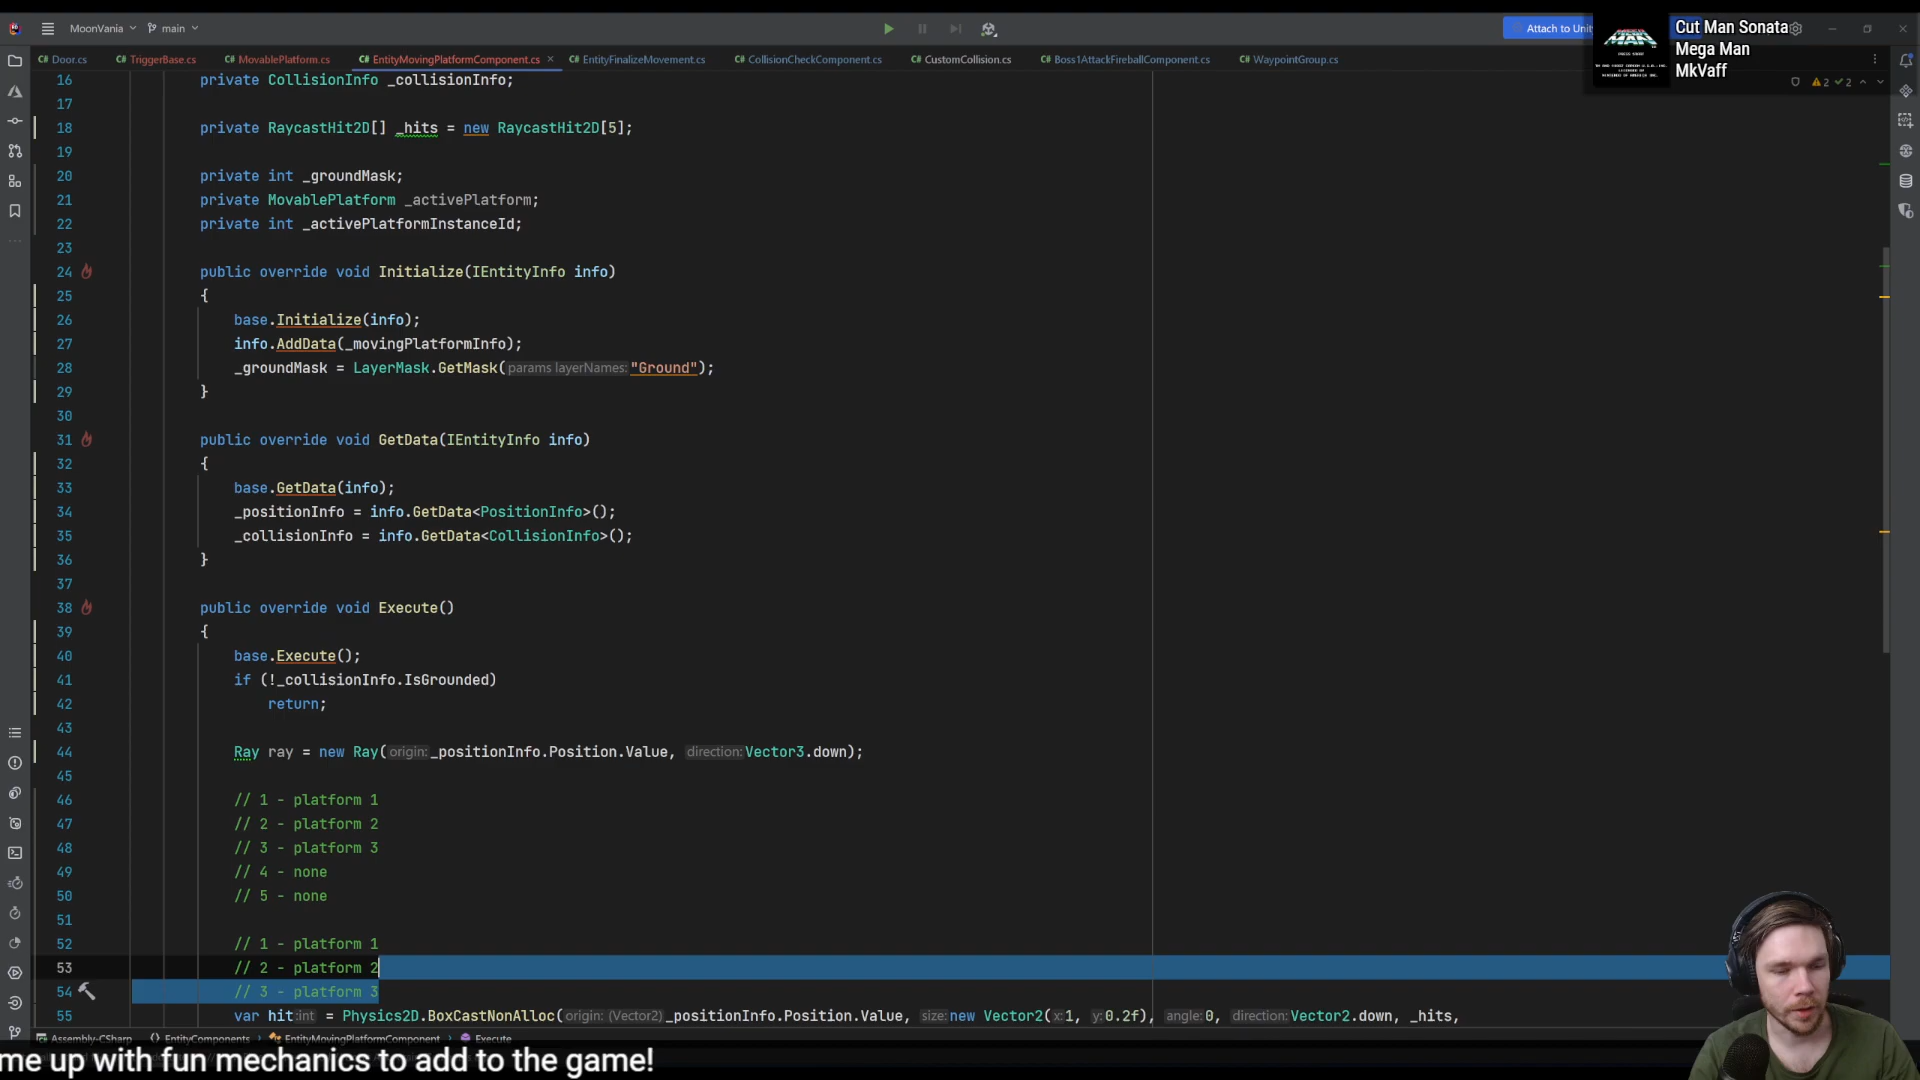 MoonVania main
Attach to Unit
Cut Man Sonata
Mega Man
MkVaff
C# Door.cs C# TriggerBase.cs C# MovablePlatform.cs C# EntityMovingPlatformComponent.cs C# EntityFinalizeMovement.cs C# CollisionCheckComponent.cs C# CustomCollision.cs C# Boss1AttackFireballComponent.cs C# WaypointGroup.cs
2 2
16 private CollisionInfo _collisionInfo;
17
18 private RaycastHit2D[] _hits = new RaycastHit2D[5];
19
20 private int _groundMask;
21 private MovablePlatform _activePlatform;
22 private int _activePlatformInstanceId;
23
24 public override void Initialize(IEntityInfo info)
25 {
26 base.Initialize(info);
27 info.AddData(_movingPlatformInfo);
28 _groundMask = LayerMask.GetMask(params layerNames: "Ground");
29 }
30
31 public override void GetData(IEntityInfo info)
32 {
33 base.GetData(info);
34 _positionInfo = info.GetData<PositionInfo>();
35 _collisionInfo = info.GetData<CollisionInfo>();
36 }
37
38 public override void Execute()
39 {
40 base.Execute();
41 if (!_collisionInfo.IsGrounded)
42 return;
43
44 Ray ray = new Ray(origin: _positionInfo.Position.Value, direction: Vector3.down);
45
46 // 1 - platform 1
47 // 2 - platform 2
48 // 3 - platform 3
49 // 4 - none
50 // 5 - none
51
52 // 1 - platform 1
53 // 2 - platform 2
54 // 3 - platform 3
55 var hit:int = Physics2D.BoxCastNonAlloc(origin: (Vector2)_positionInfo.Position.Value, size: new Vector2(x: 1, y: 0.2f), angle: 0, direction: Vector2.down, _hits,
Assembly-CSharp EntityComponents EntityMovingPlatformComponent Execute
me up with fun mechanics to add to the game!